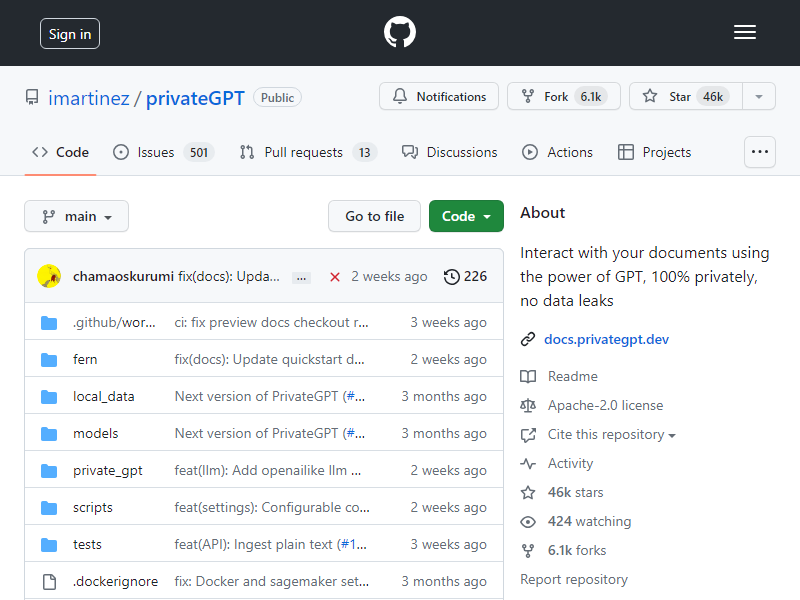 Sign in
imartinez / privateGPT Public
Notifications
Fork 6.1k
Star 46k
Code
Issues 501
Pull requests 13
Discussions
Actions
Projects
main
Go to file
Code
chamaoskurumi fix(docs): Upda... ... 2 weeks ago 226
.github/wor... ci: fix preview docs checkout r... 3 weeks ago
fern fix(docs): Update quickstart d... 2 weeks ago
local_data Next version of PrivateGPT (#... 3 months ago
models Next version of PrivateGPT (#... 3 months ago
private_gpt feat(llm): Add openailike llm ... 2 weeks ago
scripts feat(settings): Configurable co... 2 weeks ago
tests feat(API): Ingest plain text (#1... 3 weeks ago
.dockerignore fix: Docker and sagemaker set... 3 months ago
About
Interact with your documents using
the power of GPT, 100% privately,
no data leaks
docs.privategpt.dev
Readme
Apache-2.0 license
Cite this repository
Activity
46k stars
424 watching
6.1k forks
Report repository